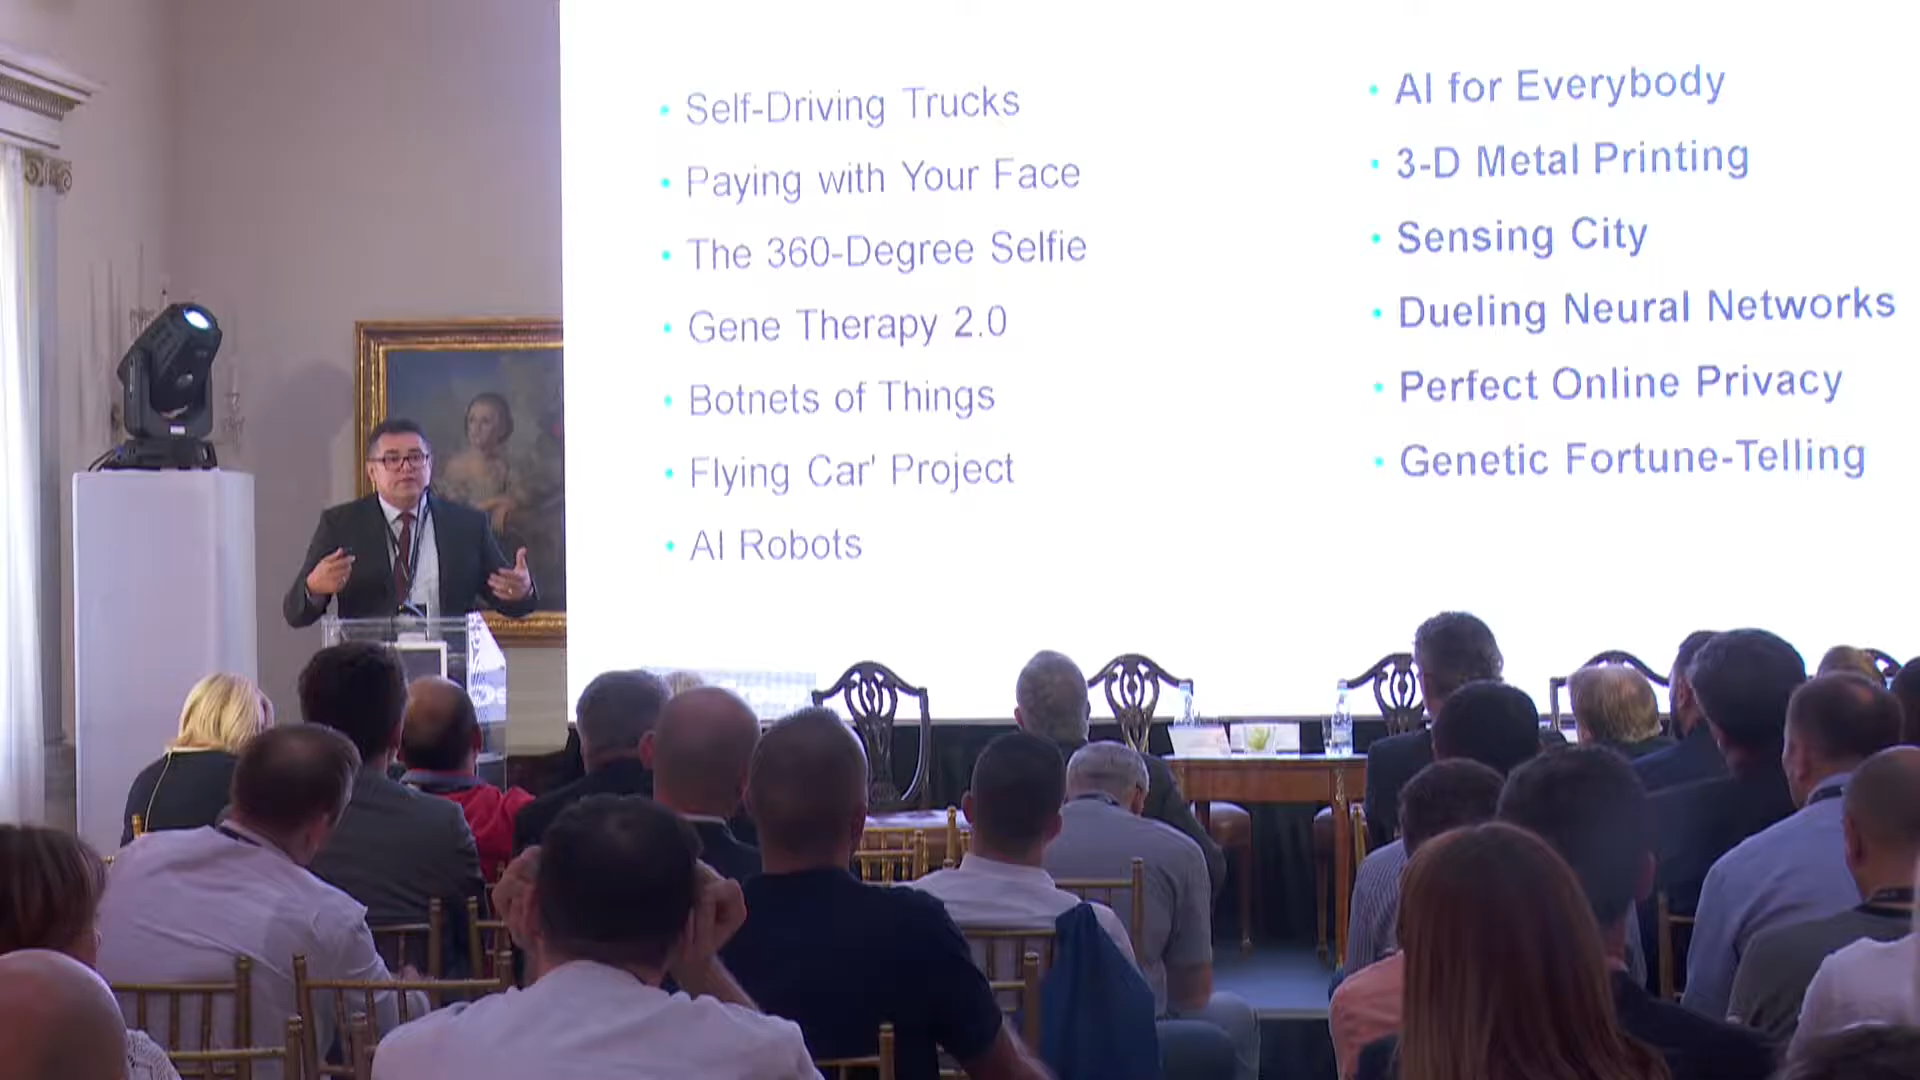 • Self-Driving Trucks
• Paying with Your Face
• The 360-Degree Selfie
• Gene Therapy 2.0
• Botnets of Things
• Flying Car' Project
• AI Robots
• AI for Everybody
• 3-D Metal Printing
• Sensing City
• Dueling Neural Networks
• Perfect Online Privacy
• Genetic Fortune-Telling